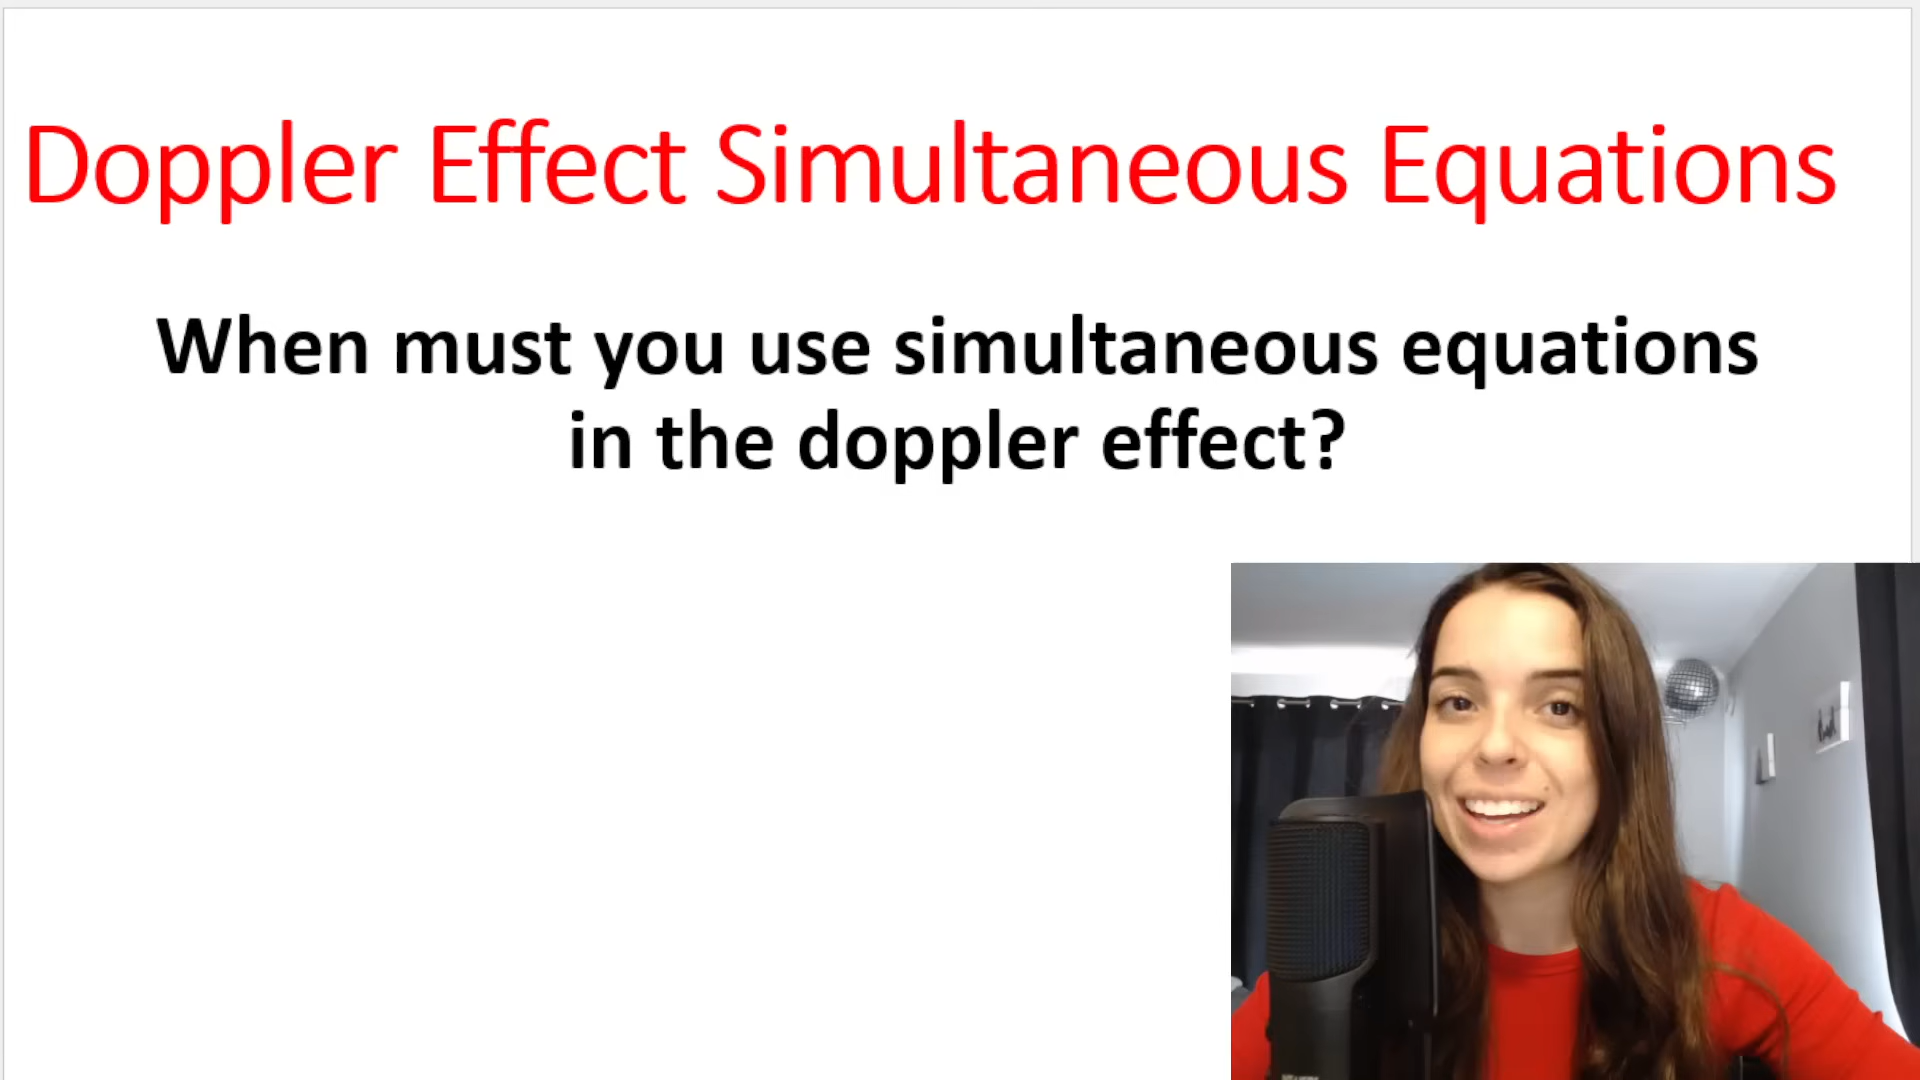 Doppler Effect Simultaneous Equations
When must you use simultaneous equations
in the doppler effect?